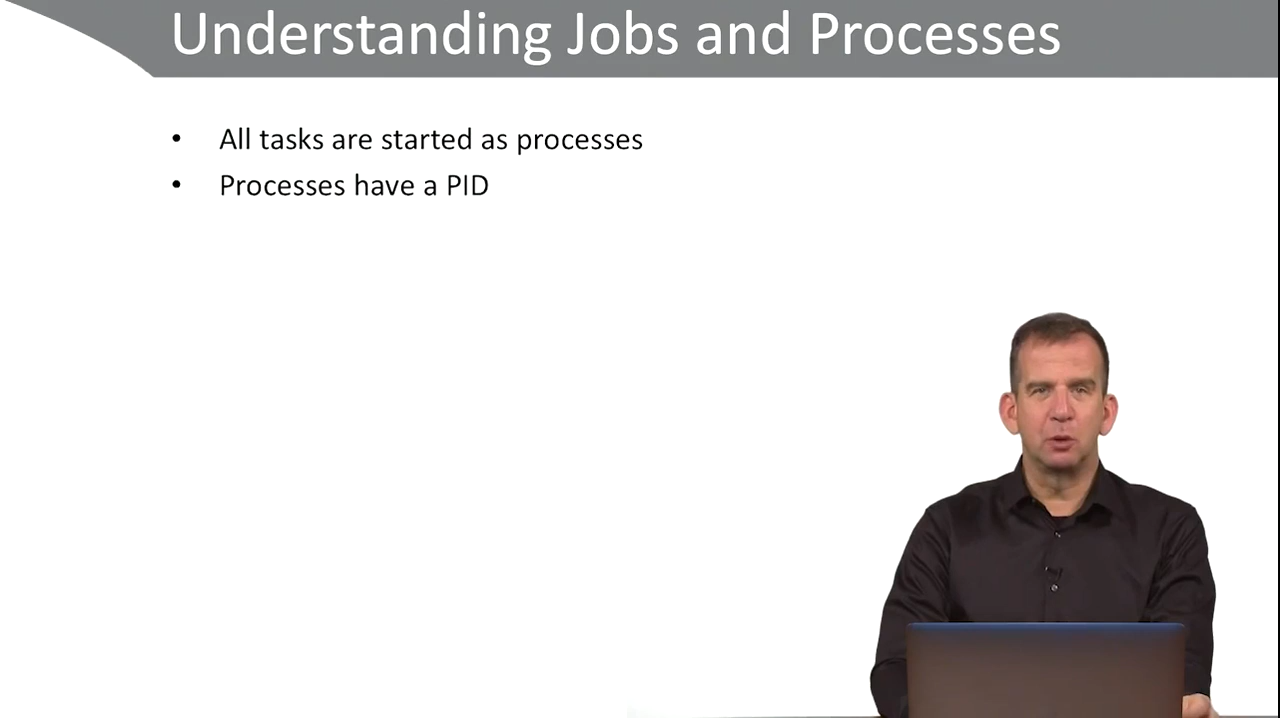 Understanding Jobs and Processes
• All tasks are started as processes
• Processes have a PID